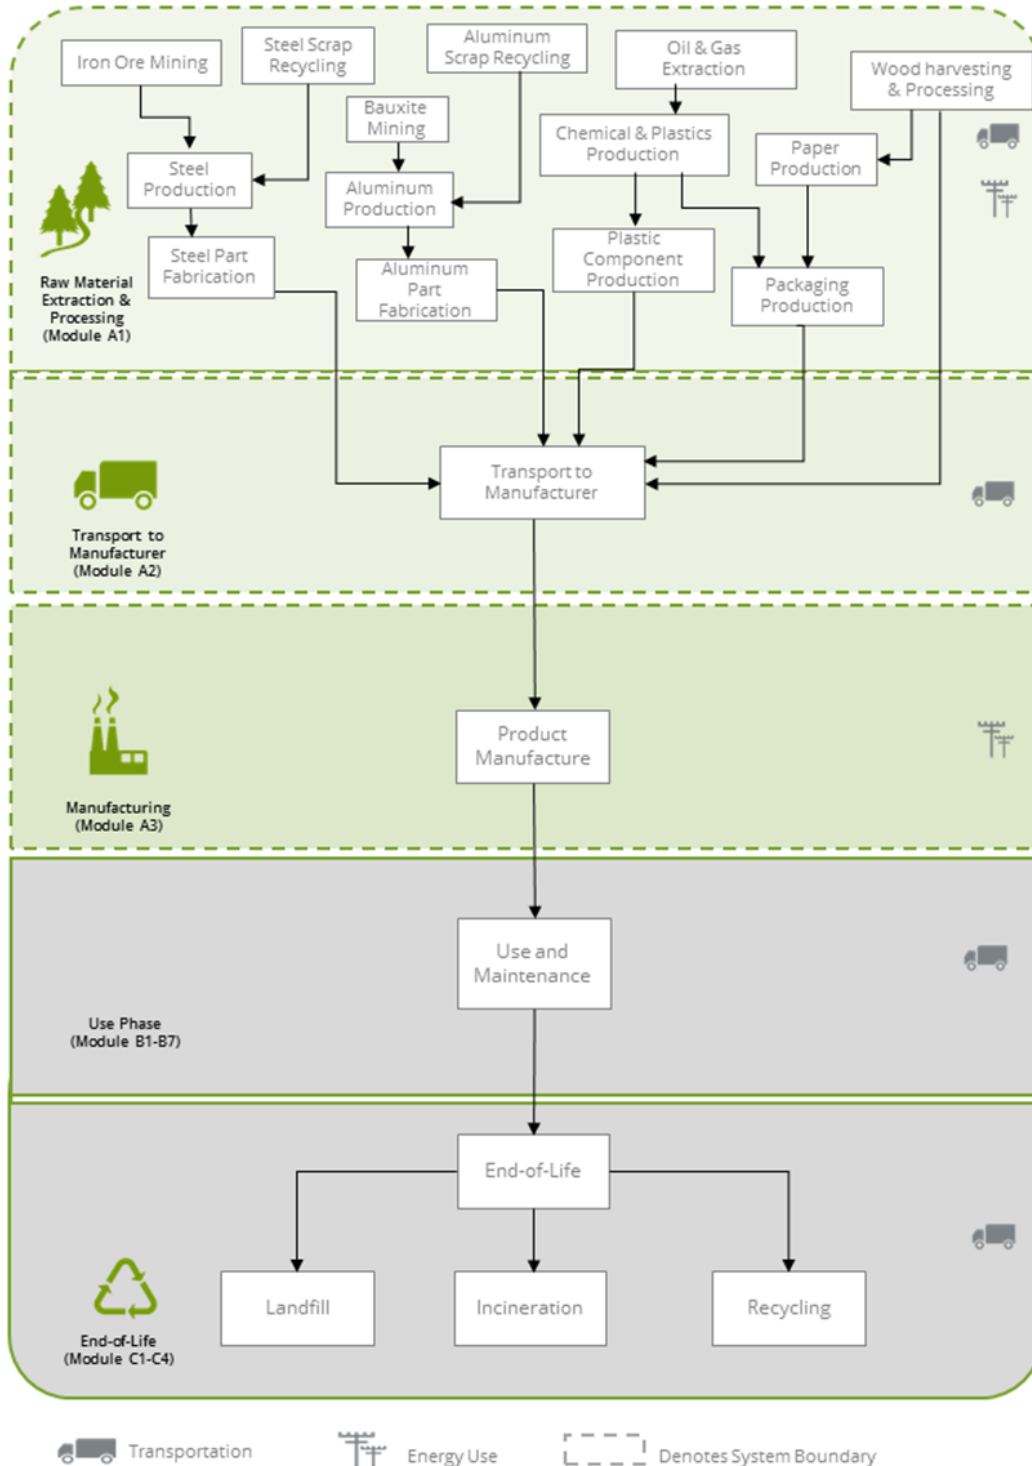 Iron Ore Mining
Steel Scrap
Recycling
Aluminum
Scrap Recycling
Oil & Gas
Extraction
Wood harvesting
& Processing
Bauxite
Mining
Chemical & Plastics
Production
Paper
Production
Steel
Production
Aluminum
Production
Steel Part
Fabrication
Aluminum
Part
Fabrication
Plastic
Component
Production
Packaging
Production
Raw Material
Extraction &
Processing
(Module A1)
Transport to
Manufacturer
Transport to
Manufacturer
(Module A2)
Product
Manufacture
Manufacturing
(Module A3)
Use and
Maintenance
Use Phase
(Module B1-B7)
End-of-Life
Landfill
Incineration
Recycling
End-of-Life
(Module C1-C4)
Transportation
Energy Use
Denotes System Boundary